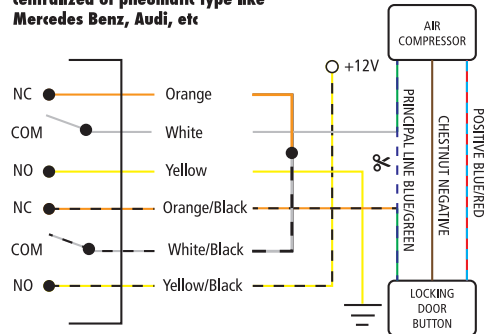 centralized of pneumatic type like
Mercedes Benz, Audi, etc
AIR
COMPRESSOR
+12V
NC
Orange
COM
White
NO
Yellow
NC
Orange/Black
COM
White/Black
NO
Yellow/Black
PRINCIPAL LINE BLUE/GREEN
CHESTNUT NEGATIVE
POSITIVE BLUE/RED
LOCKING
DOOR
BUTTON